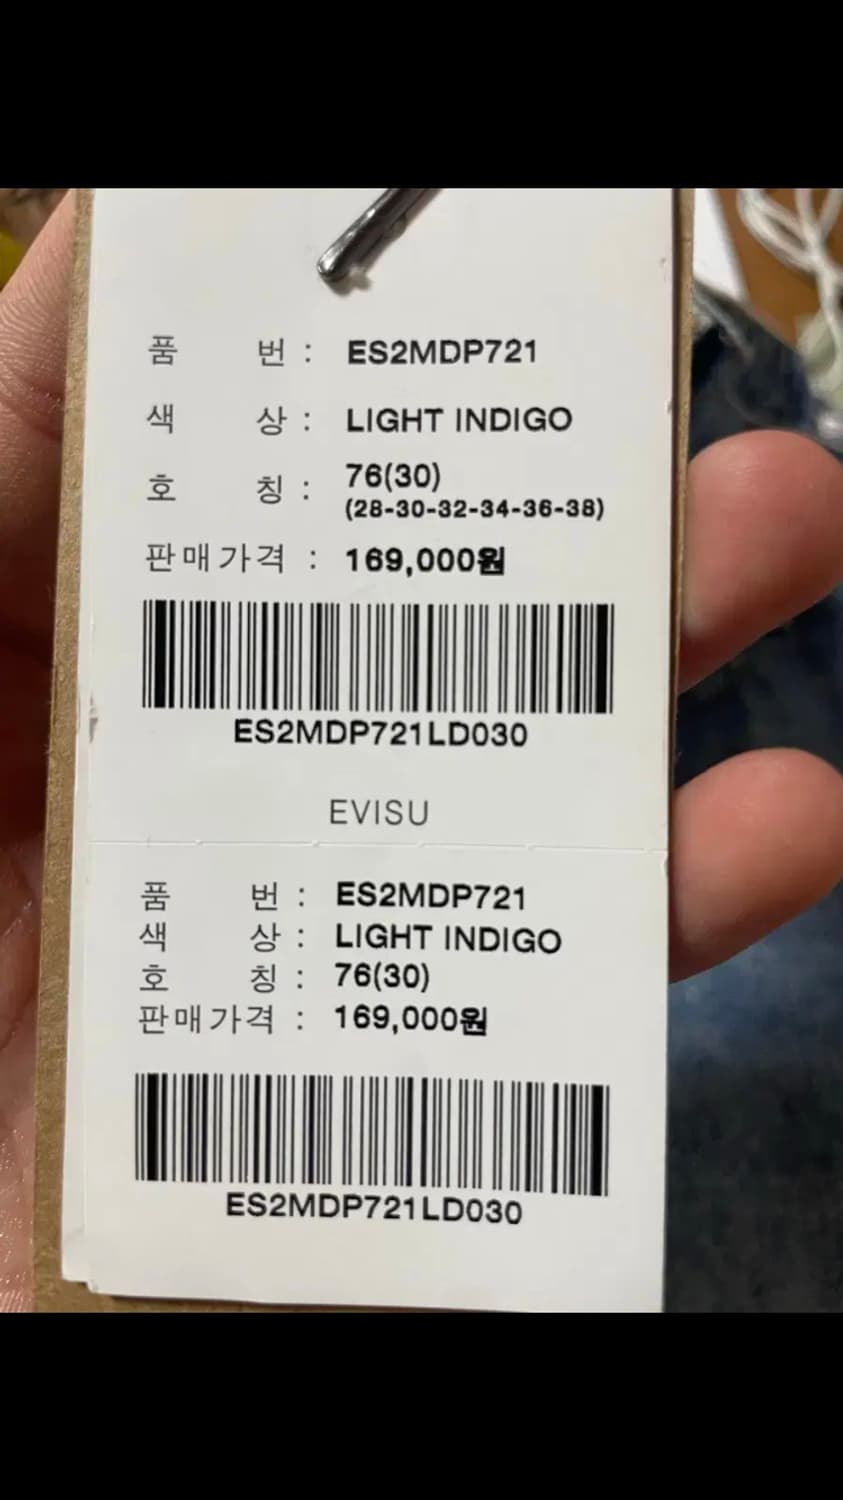 품 번 : ES2MDP721
색 상 : LIGHT INDIGO
호 칭 : 76(30)
(28-30-32-34-36-38)
판매가격 : 169,000원
ES2MDP721LD030
EVISU
품 번 : ES2MDP721
색 상 : LIGHT INDIGO
호 칭 : 76(30)
판매가격 : 169,000원
ES2MDP721LD030